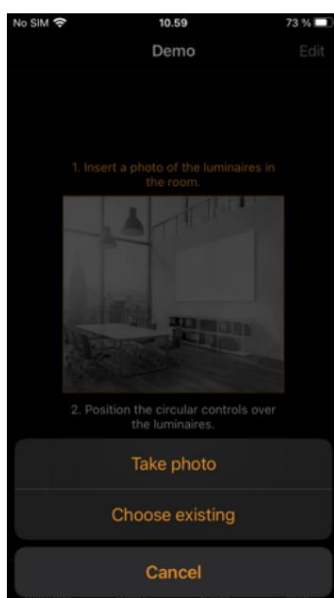 No SIM 10.59 73 %
Demo Edit
1. Insert a photo of the luminaires in
the room.
2. Position the circular controls over
the luminaires.
Take photo
Choose existing
Cancel